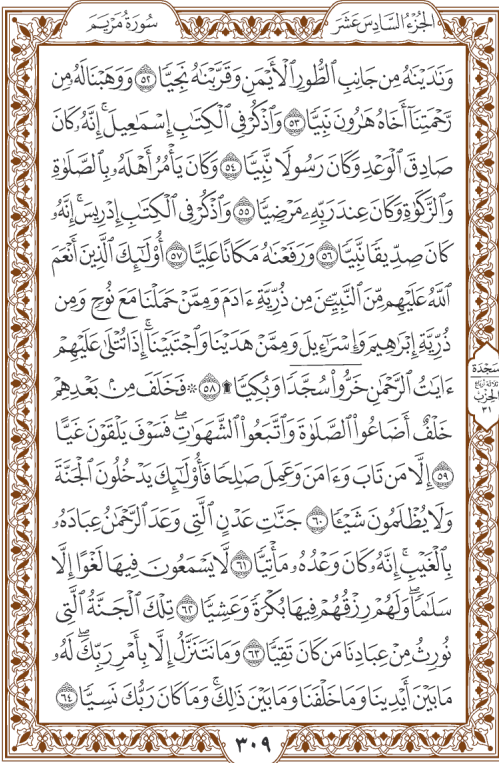 الجُزْءُ السَّادِسَ عَشَرَ
سُورَةُ مَرْيَمَ
وَنَٰدَيۡنَٰهُ مِن جَانِبِ ٱلطُّورِ ٱلۡأَيۡمَنِ وَقَرَّبۡنَٰهُ نَجِيّٗا ٥٢ وَوَهَبۡنَا لَهُۥ مِن
رَّحۡمَتِنَآ أَخَاهُ هَٰرُونَ نَبِيّٗا ٥٣ وَٱذۡكُرۡ فِي ٱلۡكِتَٰبِ إِسۡمَٰعِيلَۚ إِنَّهُۥ كَانَ
صَادِقَ ٱلۡوَعۡدِ وَكَانَ رَسُولٗا نَّبِيّٗا ٥٤ وَكَانَ يَأۡمُرُ أَهۡلَهُۥ بِٱلصَّلَوٰةِ
وَٱلزَّكَوٰةِ وَكَانَ عِندَ رَبِّهِۦ مَرۡضِيّٗا ٥٥ وَٱذۡكُرۡ فِي ٱلۡكِتَٰبِ إِدۡرِيسَۚ إِنَّهُۥ
كَانَ صِدِّيقٗا نَّبِيّٗا ٥٦ وَرَفَعۡنَٰهُ مَكَانًا عَلِيًّا ٥٧ أُوْلَٰٓئِكَ ٱلَّذِينَ أَنۡعَمَ
ٱللَّهُ عَلَيۡهِم مِّنَ ٱلنَّبِيِّـۧنَ مِن ذُرِّيَّةِ ءَادَمَ وَمِمَّنۡ حَمَلۡنَا مَعَ نُوحٖ وَمِن
ذُرِّيَّةِ إِبۡرَٰهِيمَ وَإِسۡرَٰٓءِيلَ وَمِمَّنۡ هَدَيۡنَا وَٱجۡتَبَيۡنَآۚ إِذَا تُتۡلَىٰ عَلَيۡهِمۡ
ءَايَٰتُ ٱلرَّحۡمَٰنِ خَرُّواْۤ سُجَّدٗاۤ وَبُكِيّٗا۩ ٥٨ ۞ فَخَلَفَ مِنۢ بَعۡدِهِمۡ
خَلۡفٌ أَضَاعُواْ ٱلصَّلَوٰةَ وَٱتَّبَعُواْ ٱلشَّهَوَٰتِۖ فَسَوۡفَ يَلۡقَوۡنَ غَيًّا
٥٩ إِلَّا مَن تَابَ وَءَامَنَ وَعَمِلَ صَٰلِحٗا فَأُوْلَٰٓئِكَ يَدۡخُلُونَ ٱلۡجَنَّةَ
وَلَا يُظۡلَمُونَ شَيۡـٔٗا ٦٠ جَنَّٰتِ عَدۡنٍ ٱلَّتِي وَعَدَ ٱلرَّحۡمَٰنُ عِبَادَهُۥ
بِٱلۡغَيۡبِۚ إِنَّهُۥ كَانَ وَعۡدُهُۥ مَأۡتِيّٗا ٦١ لَّا يَسۡمَعُونَ فِيهَا لَغۡوًا إِلَّا
سَلَٰمٗاۖ وَلَهُمۡ رِزۡقُهُمۡ فِيهَا بُكۡرَةٗ وَعَشِيّٗا ٦٢ تِلۡكَ ٱلۡجَنَّةُ ٱلَّتِي
نُورِثُ مِنۡ عِبَادِنَا مَن كَانَ تَقِيّٗا ٦٣ وَمَا نَتَنَزَّلُ إِلَّا بِأَمۡرِ رَبِّكَۖ لَهُۥ
مَا بَيۡنَ أَيۡدِينَا وَمَا خَلۡفَنَا وَمَا بَيۡنَ ذَٰلِكَۚ وَمَا كَانَ رَبُّكَ نَسِيّٗا ٦٤
سَجْدَة
ثلاثة أرباع
الحزب
٣١
٣٠٩